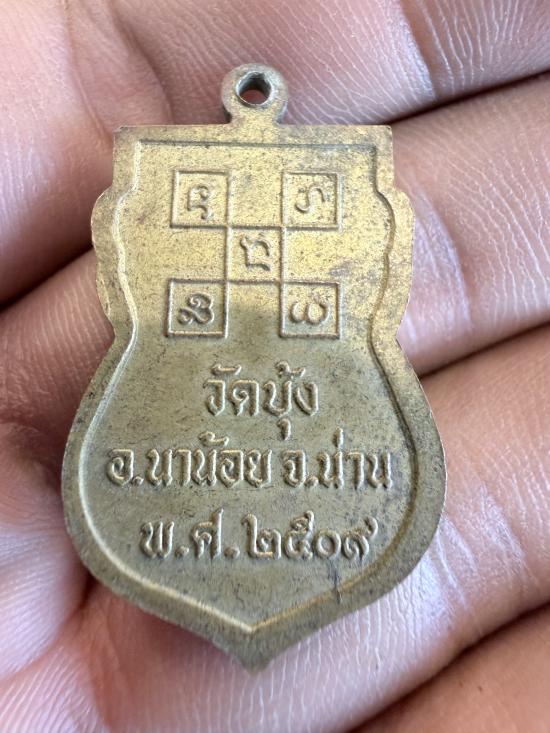 วัดบุ้ง
อ.นาน้อย จ.น่าน
พ.ศ.๒๕๐๙